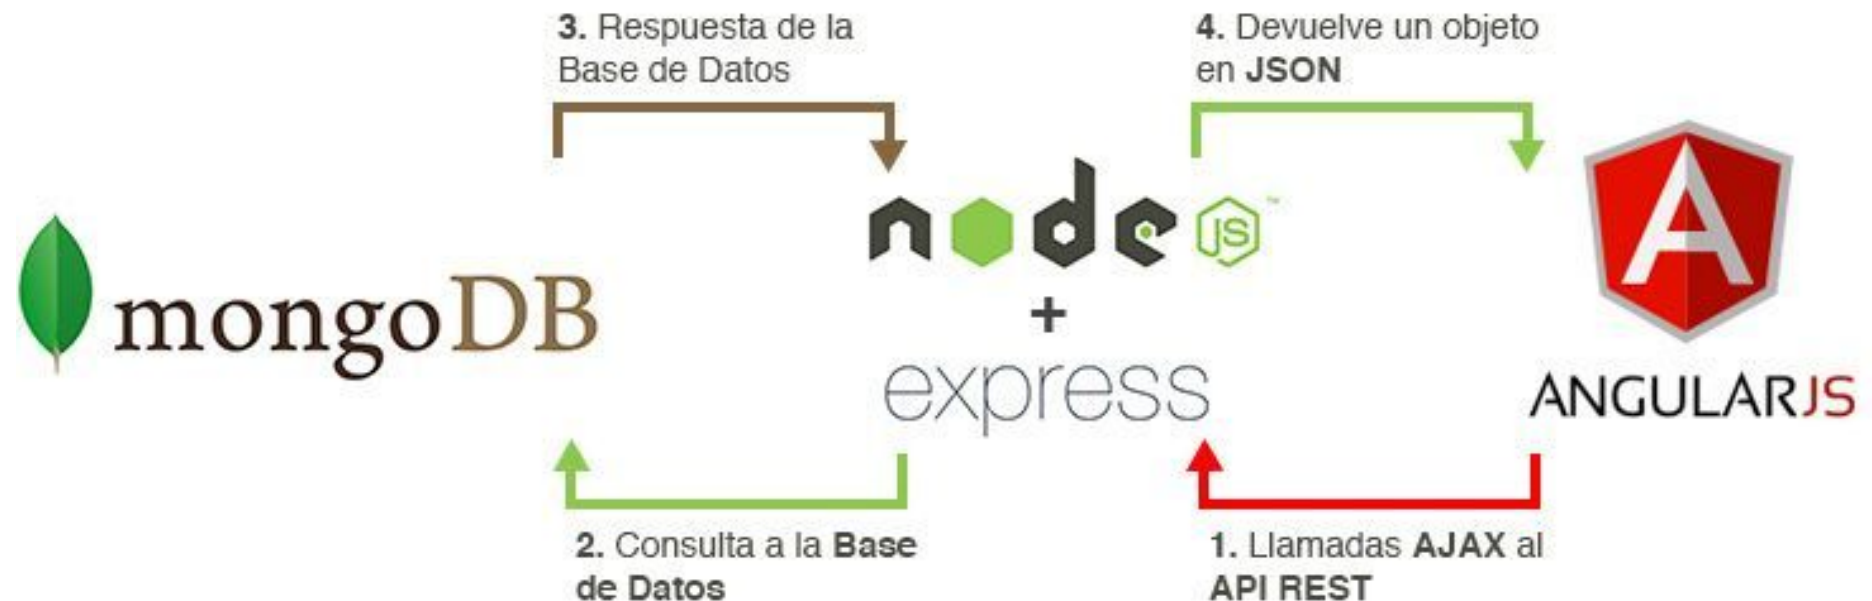 3. Respuesta de la
Base de Datos
4. Devuelve un objeto
en JSON
mongoDB
node JS™
+
express
ANGULARJS
2. Consulta a la Base
de Datos
1. Llamadas AJAX al
API REST